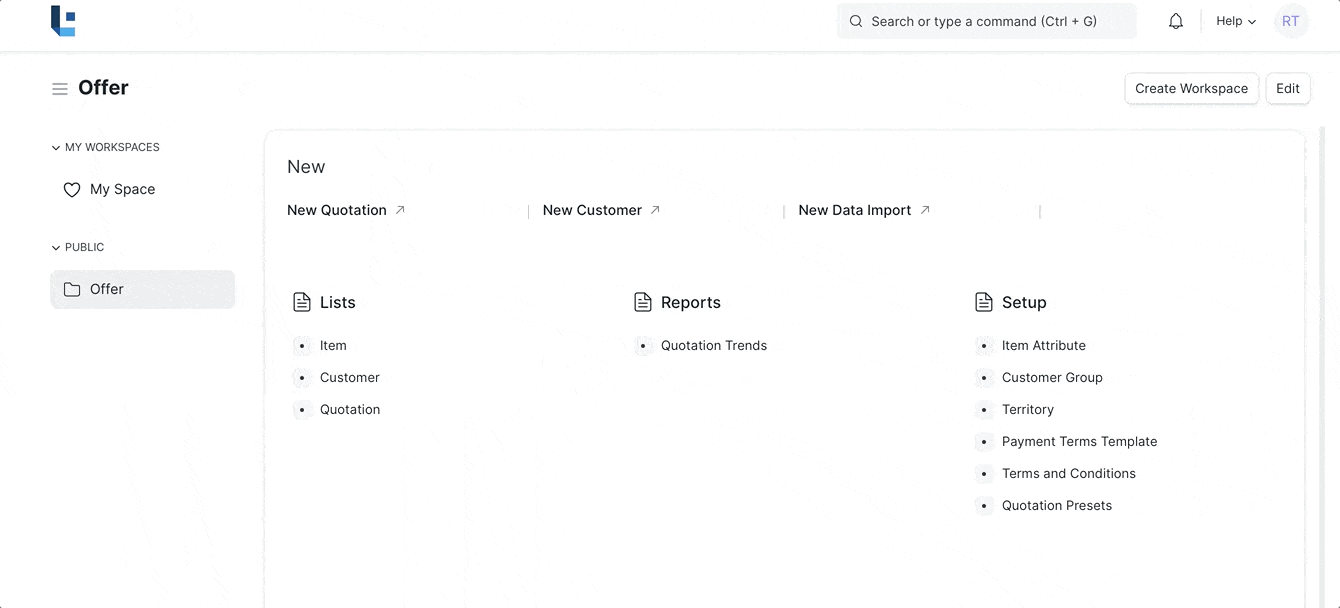 Search or type a command (Ctrl + G)
Help
RT
Offer
Create Workspace
Edit
MY WORKSPACES
My Space
PUBLIC
Offer
New
New Quotation
New Customer
New Data Import
Lists
Item
Customer
Quotation
Reports
Quotation Trends
Setup
Item Attribute
Customer Group
Territory
Payment Terms Template
Terms and Conditions
Quotation Presets